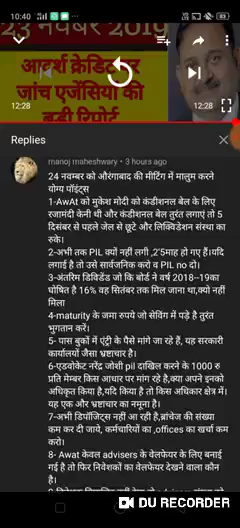 10:40
23 नवंबर 2019
आदर्श क्रेडिट पर
जांच एजेंसियों की
बड़ी रिपोर्ट
12:28
12:28
Replies
manoj maheshwary • 3 hours ago
24 नवम्बर को औरंगाबाद की मीटिंग में मालुम करने
योग्य पॉइंट्स
1-AwAt को मुकेश मोदी को कंडीशनल बेल के लिए
रजामंदी केनी थी और कंडीशनल बेल तुरंत लगाएं तो 5
दिसंबर से पहले जेल से छूटे और लिक्विडेशन संस्था का
रुके।
2-अभी तक PIL क्यों नहीं लगी ,2'5माह हो गए हैं।यदि
लगाई है तो उसे सार्वजनिक करो व PIL no दो।
3-अंतरिम डिविडेंड जो कि बोर्ड ने वर्ष 2018--19का
घोषित है 16% वह सितंबर तक मिल जाना था,क्यो नहीं
मिला
4-maturity के जमा रुपये जो सेविंग में पड़े है तुरंत
भुगतान करें।
5- पास बुकों में एंट्री के पैसे मांगे जा रहे हैं, यह सरकारी
कार्यालयों जैसा भ्रष्टाचार है।
6-एडवोकेट नरेंद्र जोशी pil दाखिल करने के 1000 रु
प्रति मेम्बर किस आधार पर मांग रहे है,क्या अपने इनको
अधिकृत किया है,यदि किया है तो किस अधिकार क्षेत्र में।
यह एक और भ्रष्टाचार का नमूना है।
7-अभी डिपॉजिट्स नहीं आ रही है,ब्रांचेज की संख्या
कम कर दी जाये, कर्मचारियों का ,offices का खर्चा कम
करो।
8- Awat केवल advisers के वेलफेयर के लिए बनाई
गई है तो फिर निवेशकों का वेलफेयर देखने वाला कौन
है।
DU RECORDER